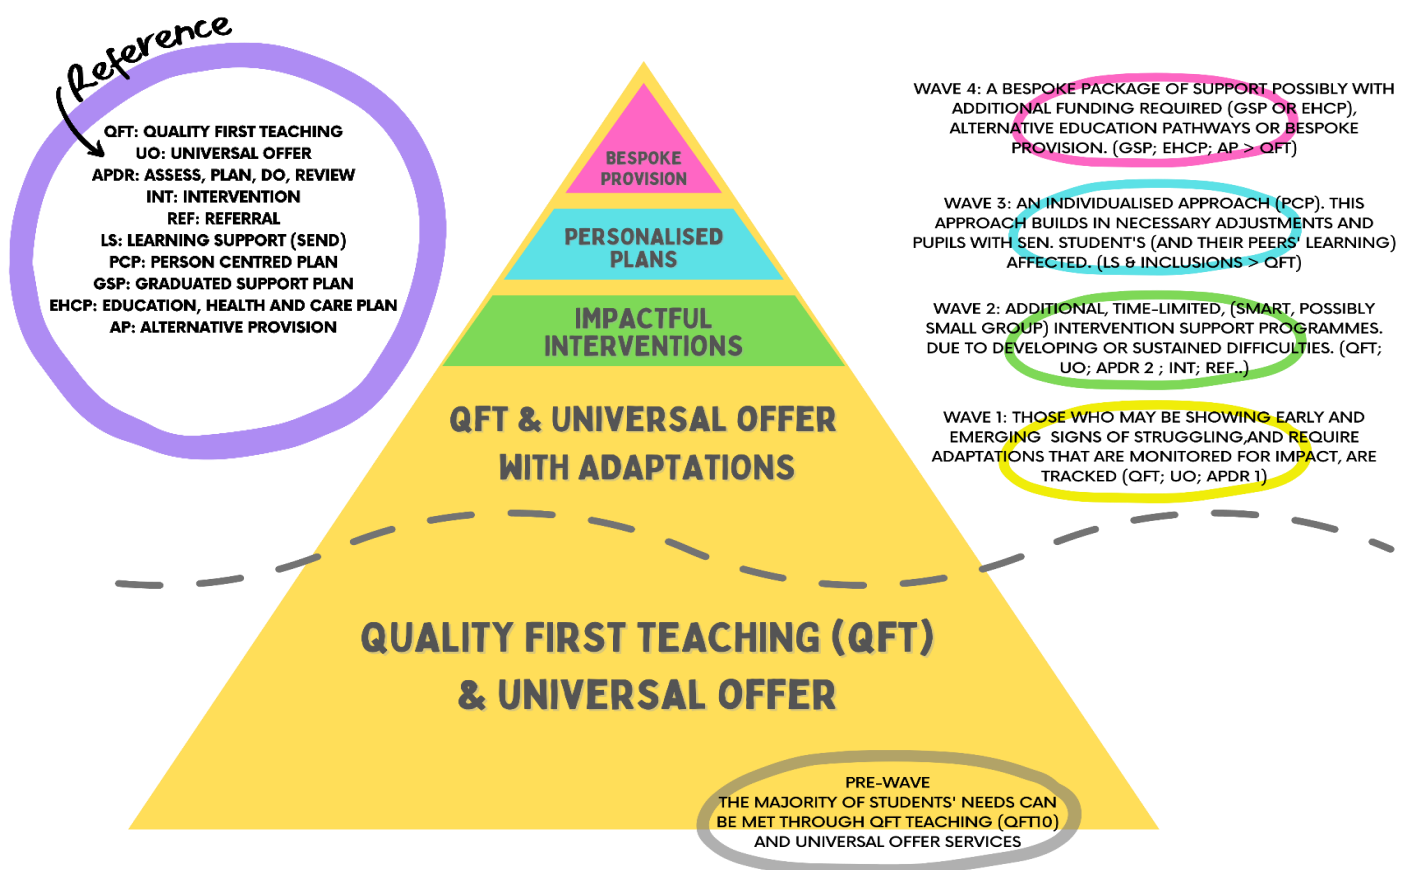 Reference
QFT: QUALITY FIRST TEACHING
UO: UNIVERSAL OFFER
APDR: ASSESS, PLAN, DO, REVIEW
INT: INTERVENTION
REF: REFERRAL
LS: LEARNING SUPPORT (SEND)
PCP: PERSON CENTRED PLAN
GSP: GRADUATED SUPPORT PLAN
EHCP: EDUCATION, HEALTH AND CARE PLAN
AP: ALTERNATIVE PROVISION
BESPOKE
PROVISION
PERSONALISED
PLANS
IMPACTFUL
INTERVENTIONS
QFT & UNIVERSAL OFFER
WITH ADAPTATIONS
QUALITY FIRST TEACHING (QFT)
& UNIVERSAL OFFER
WAVE 4: A BESPOKE PACKAGE OF SUPPORT POSSIBLY WITH
ADDITIONAL FUNDING REQUIRED (GSP OR EHCP),
ALTERNATIVE EDUCATION PATHWAYS OR BESPOKE
PROVISION. (GSP; EHCP; AP > QFT)
WAVE 3: AN INDIVIDUALISED APPROACH (PCP). THIS
APPROACH BUILDS IN NECESSARY ADJUSTMENTS AND
PUPILS WITH SEN. STUDENT'S (AND THEIR PEERS' LEARNING)
AFFECTED. (LS & INCLUSIONS > QFT)
WAVE 2: ADDITIONAL, TIME-LIMITED, (SMART, POSSIBLY
SMALL GROUP) INTERVENTION SUPPORT PROGRAMMES.
DUE TO DEVELOPING OR SUSTAINED DIFFICULTIES. (QFT;
UO; APDR 2 ; INT; REF..)
WAVE 1: THOSE WHO MAY BE SHOWING EARLY AND
EMERGING  SIGNS OF STRUGGLING,AND REQUIRE
ADAPTATIONS THAT ARE MONITORED FOR IMPACT, ARE
TRACKED (QFT; UO; APDR 1)
PRE-WAVE
THE MAJORITY OF STUDENTS' NEEDS CAN
BE MET THROUGH QFT TEACHING (QFT10)
AND UNIVERSAL OFFER SERVICES